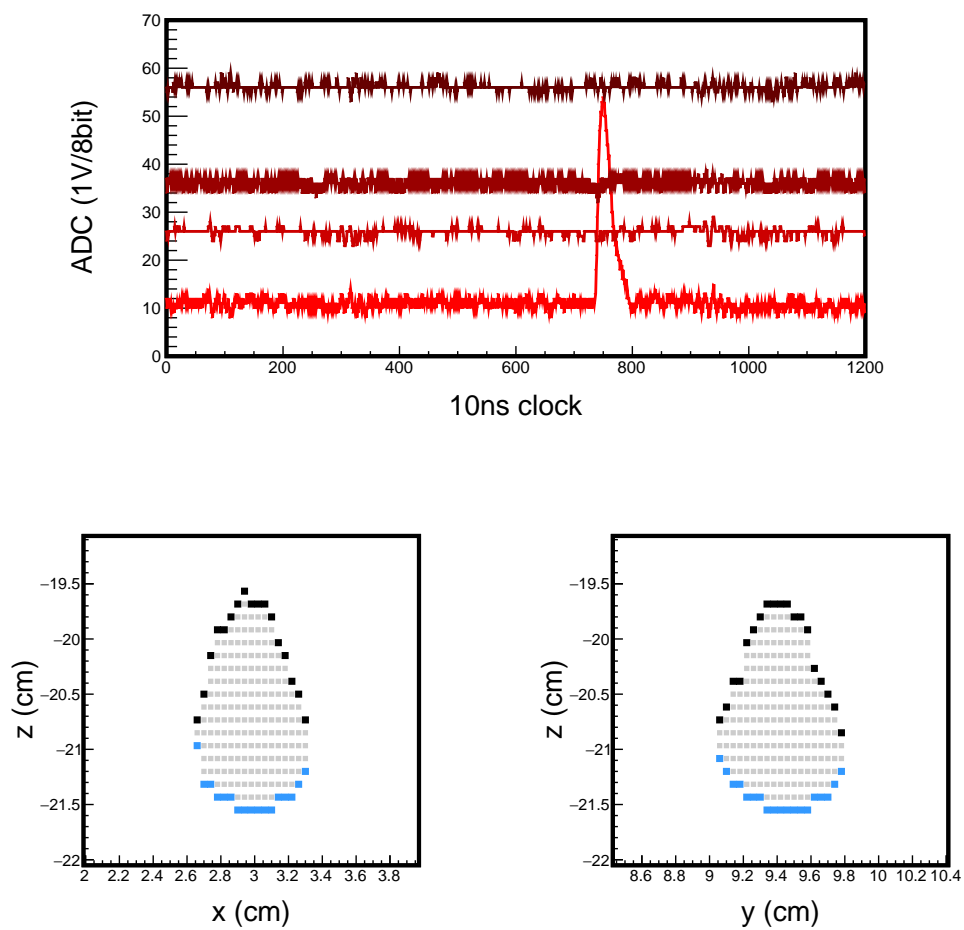 70
60
50
40
30
20
10
0
ADC (1V/8bit)
0 200 400 600 800 1000 1200
10ns clock
−19.5
−20
−20.5
−21
−21.5
−22
z (cm)
2 2.2 2.4 2.6 2.8 3 3.2 3.4 3.6 3.8
x (cm)
−19.5
−20
−20.5
−21
−21.5
−22
z (cm)
8.6 8.8 9 9.2 9.4 9.6 9.8 10 10.2 10.4
y (cm)